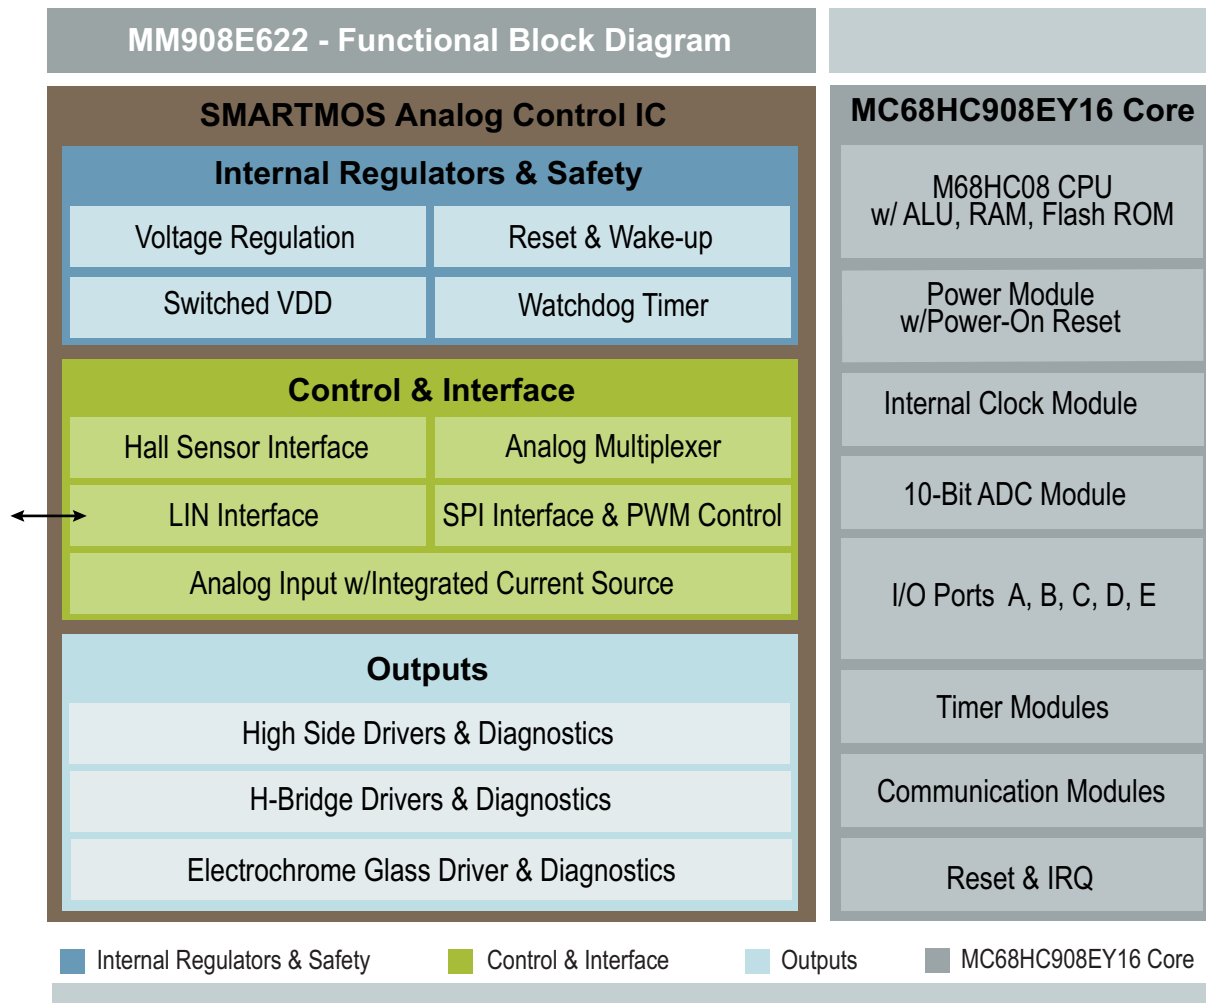 MM908E622 - Functional Block Diagram
SMARTMOS Analog Control IC
Internal Regulators & Safety
Voltage Regulation
Reset & Wake-up
Switched VDD
Watchdog Timer
Control & Interface
Hall Sensor Interface
Analog Multiplexer
LIN Interface
SPI Interface & PWM Control
Analog Input w/Integrated Current Source
Outputs
High Side Drivers & Diagnostics
H-Bridge Drivers & Diagnostics
Electrochrome Glass Driver & Diagnostics
MC68HC908EY16 Core
M68HC08 CPU
w/ ALU, RAM, Flash ROM
Power Module
w/Power-On Reset
Internal Clock Module
10-Bit ADC Module
I/O Ports  A, B, C, D, E
Timer Modules
Communication Modules
Reset & IRQ
Internal Regulators & Safety
Control & Interface
Outputs
MC68HC908EY16 Core